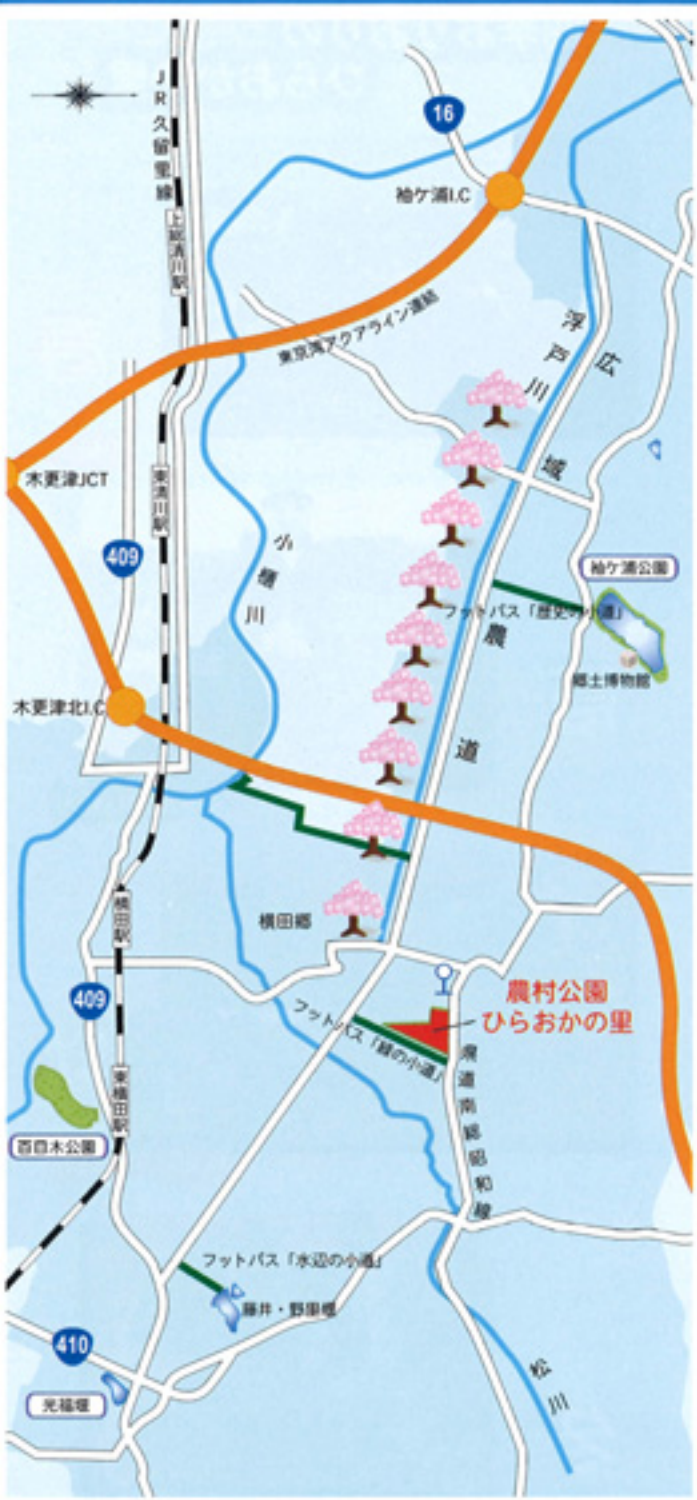 JR久留里線
16
袖ケ浦I.C
上総清川駅
東京湾アクアライン連絡
浮戸川
広域農道
木更津JCT
東清川駅
409
小櫃川
袖ケ浦公園
フットパス「歴史の小道」
郷土博物館
木更津北I.C
横田駅
横田郷
409
農村公園
ひらおかの里
フットパス「緑の小道」
県道南総昭和線
東横田駅
百目木公園
フットパス「水辺の小道」
藤井・野里堰
410
光福堰
松川